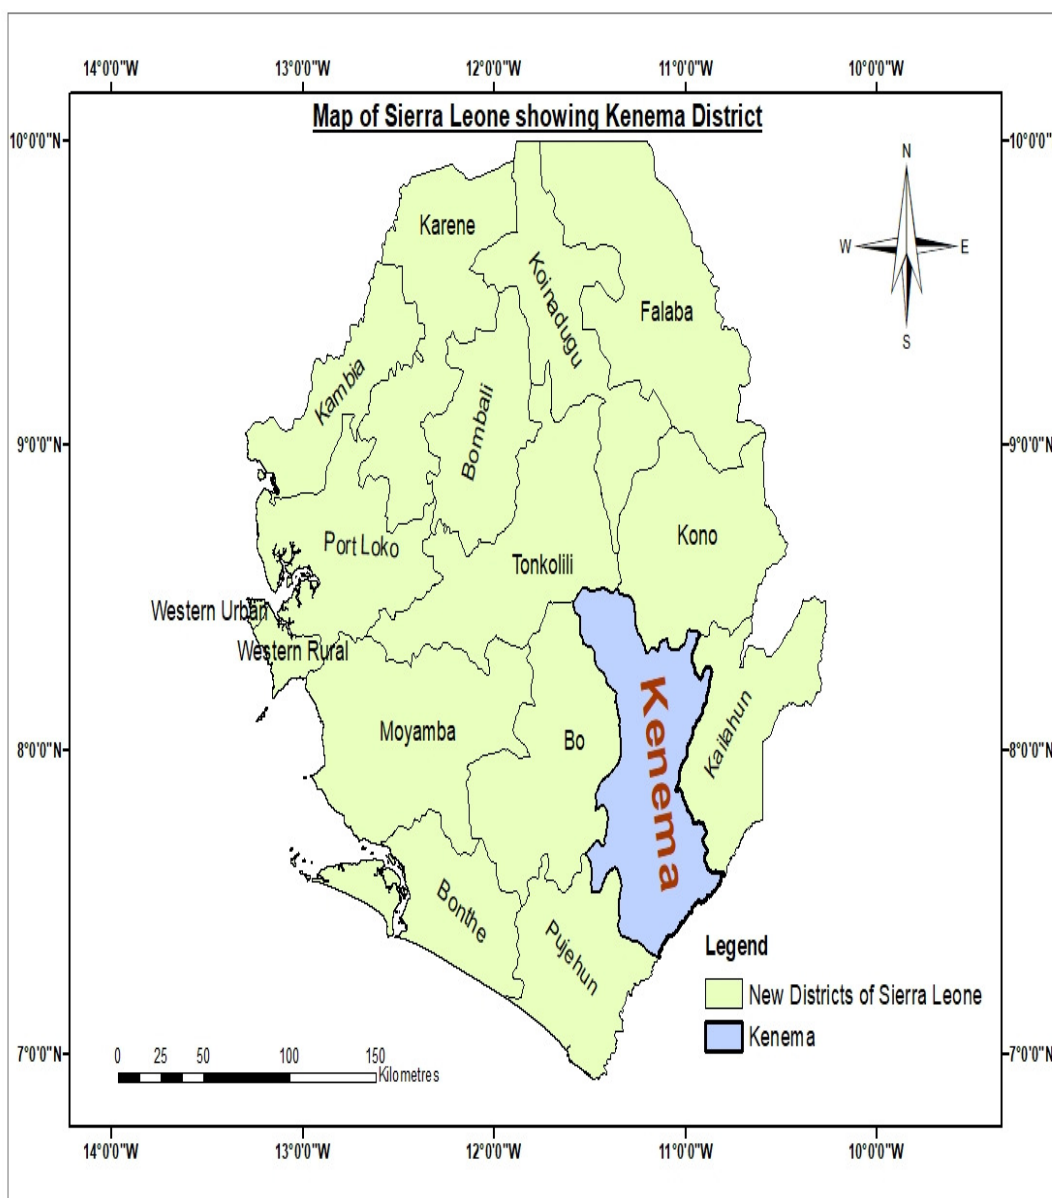 14°0'0"W 13°0'0"W 12°0'0"W 11°0'0"W 10°0'0"W
Map of Sierra Leone showing Kenema District
10°0'0"N 10°0'0"
N
W E
S
Karene
Koinadugu
Falaba
Kambia
Bombali
9°0'0"N 9°0'0"N
Port Loko
Tonkolili
Kono
Western Urban
Western Rural
Moyamba
Bo
Kenema
Kailahun
8°0'0"N 8°0'0"N
Bonthe
Pujehun
Legend
New Districts of Sierra Leone
Kenema
7°0'0"N 7°0'0"N
0 25 50 100 150
Kilometres
14°0'0"W 13°0'0"W 12°0'0"W 11°0'0"W 10°0'0"W